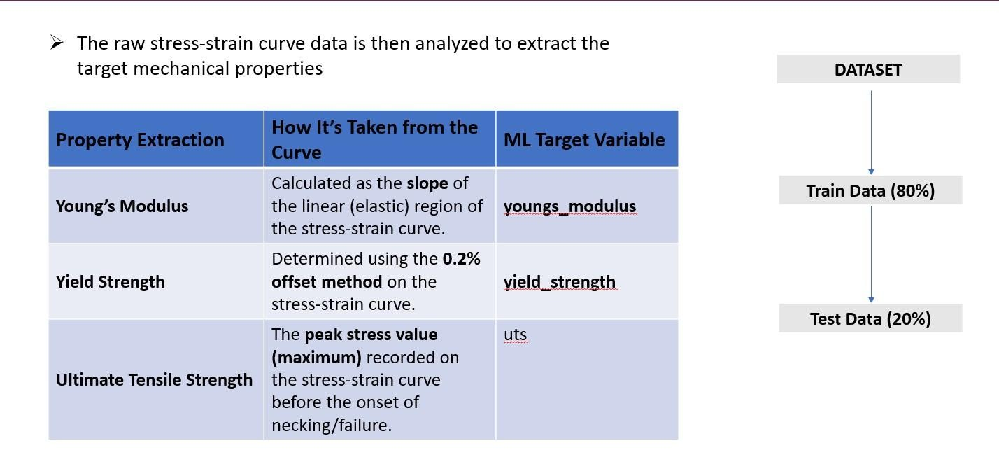 ➢ The raw stress-strain curve data is then analyzed to extract the
target mechanical properties
Property Extraction
How It’s Taken from the
Curve
ML Target Variable
Young’s Modulus
Calculated as the slope of
the linear (elastic) region of
the stress-strain curve.
youngs_modulus
Yield Strength
Determined using the 0.2%
offset method on the
stress-strain curve.
yield_strength
Ultimate Tensile Strength
The peak stress value
(maximum) recorded on
the stress-strain curve
before the onset of
necking/failure.
uts
DATASET
Train Data (80%)
Test Data (20%)